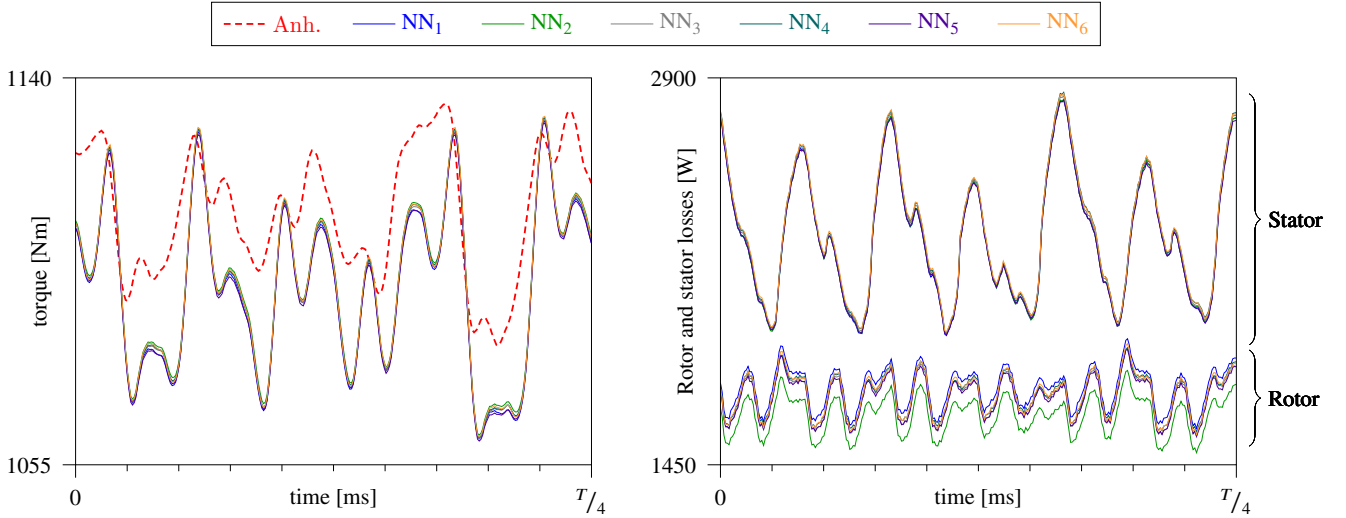 Anh. NN₁ NN₂ NN₃ NN₄ NN₅ NN₆
1140
torque [Nm]
1055
0
time [ms]
T/4
2900
Rotor and stator losses [W]
1450
0
time [ms]
T/4
Stator
Rotor